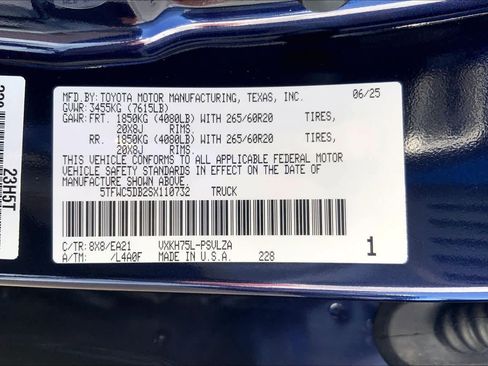 MFD.BY: TOYOTA MOTOR MANUFACTURING, TEXAS, INC. 06/25
GVWR: 3455KG (7615LB)
GAWR: FRT. 1850KG (4080LB) WITH 265/60R20 TIRES,
20X8J RIMS.
RR. 1850KG (4080LB) WITH 265/60R20 TIRES,
20X8J RIMS.
THIS VEHICLE CONFORMS TO ALL APPLICABLE FEDERAL MOTOR
VEHICLE SAFETY STANDARDS IN EFFECT ON THE DATE OF
MANUFACTURE SHOWN ABOVE.
5TFWC5DB2SX110732 TRUCK
C/TR: 8X8/EA21 VXKH75L-PSVLZA
A/TM: /L4A0F MADE IN U.S.A. 228
1
23H5T